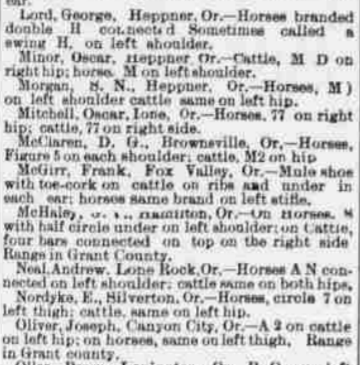 ear.
Lord, George, Heppner, Or.—Horses branded
double H connected Sometimes called a
swing H, on left shoulder.
Minor, Oscar, Heppner Or.—Cattle, M D on
right hip; horse, M on left shoulder.
Morgan, S. N., Heppner, Or.—Horses, M )
on left shoulder cattle same on left hip.
Mitchell, Oscar, Ione, Or.—Horses, 77 on right
hip; cattle, 77 on right side.
McClaren, D. G., Brownsville, Or,—Horses,
Figure 5 on each shoulder; cattle, M2 on hip
McGirr, Frank, Fox Valley, Or.—Mule shoe
with toe-cork on cattle on ribs and under in
each ear; horses same brand on left stifle.
McHaley, Hamilton, Or.—On Horses,
with half circle under on left shoulder; on Cattle,
four bars connected on top on the right side
Range in Grant County.
Neal, Andrew, Lone Rock, Or.—Horses A N con-
nected on left shoulder; cattle same on both hips.
Nordyke, E., Silverton, Or.—Horses, circle 7 on
left thigh; cattle, same on left hip.
Oliver, Joseph, Canyon City, Or.—A 2 on cattle
on left hip; on horses, same on left thigh, Range
in Grant county.